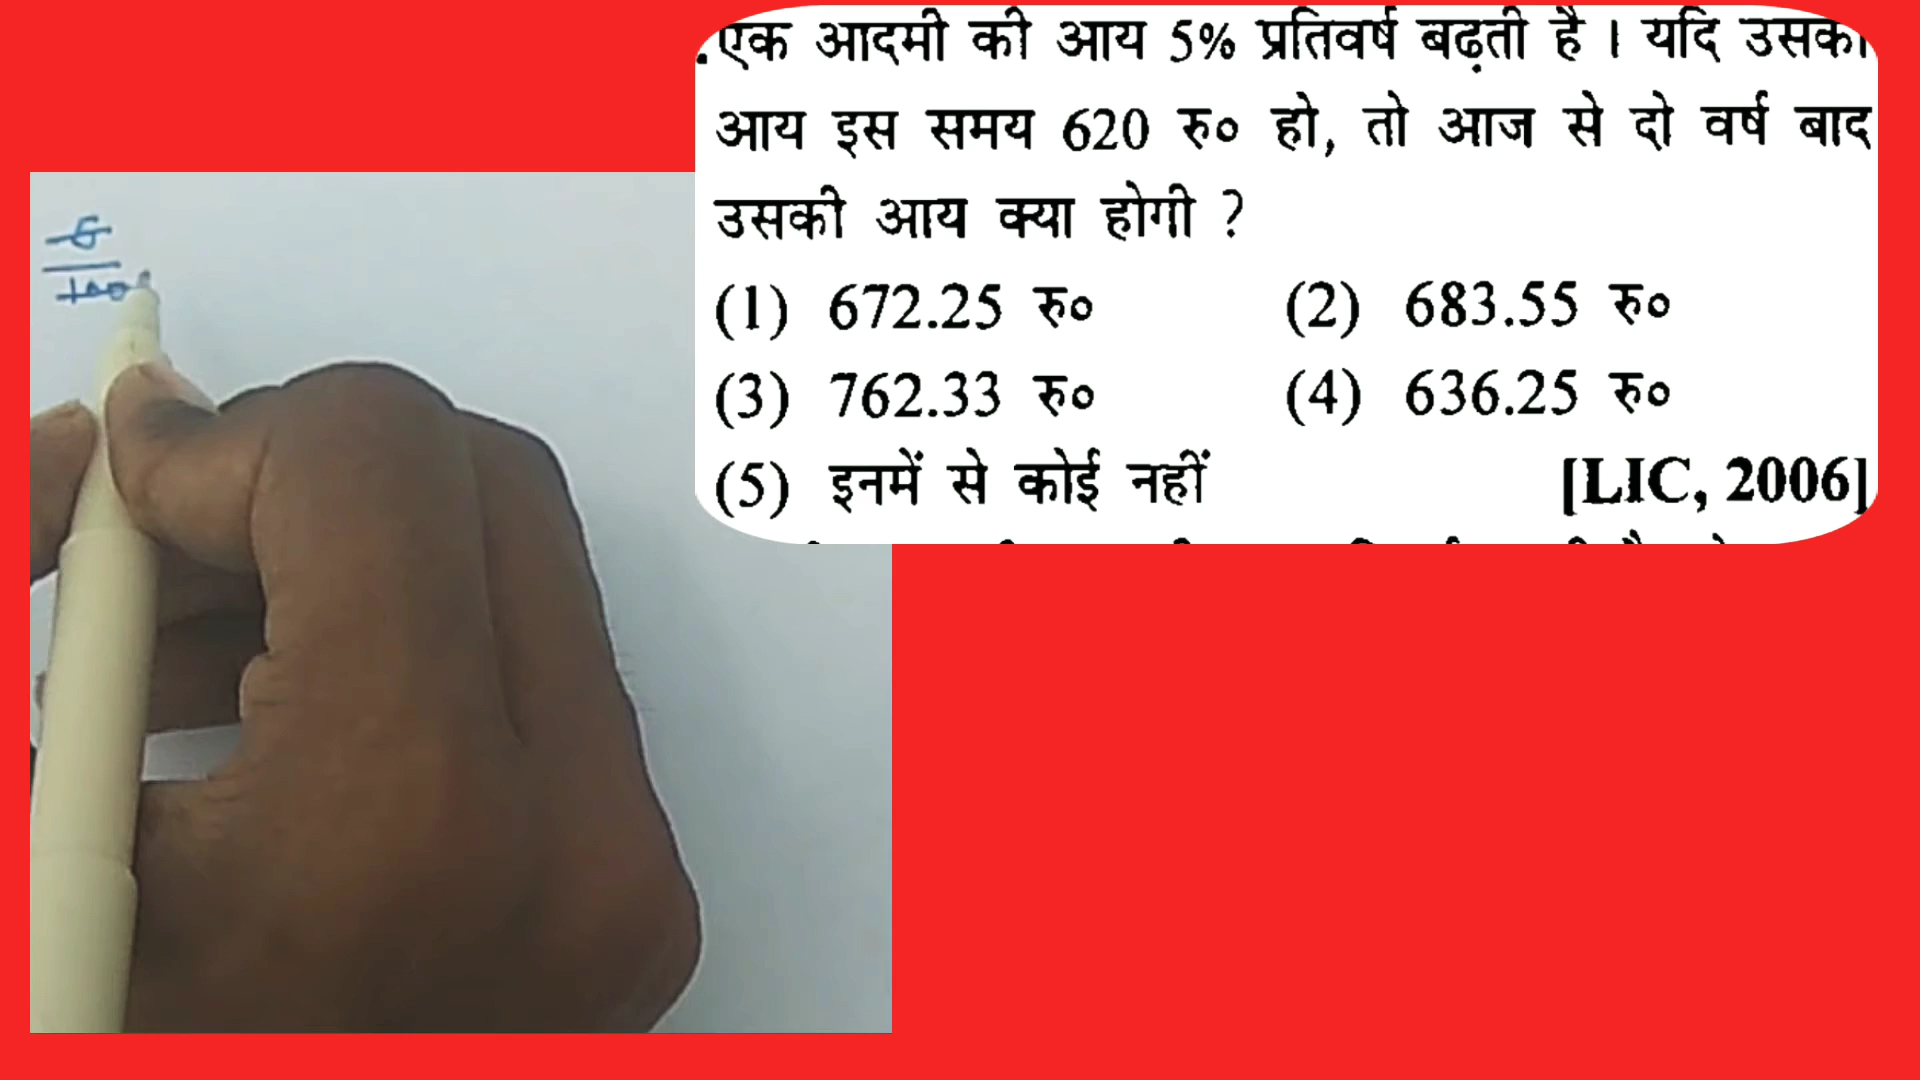 एक आदमी की आय 5% प्रतिवर्ष बढ़ती है । यदि उसकी
आय इस समय 620 रु० हो, तो आज से दो वर्ष बाद
उसकी आय क्या होगी ?
(1) 672.25 रु० (2) 683.55 रु०
(3) 762.33 रु० (4) 636.25 रु०
(5) इनमें से कोई नहीं [LIC, 2006]
5
100